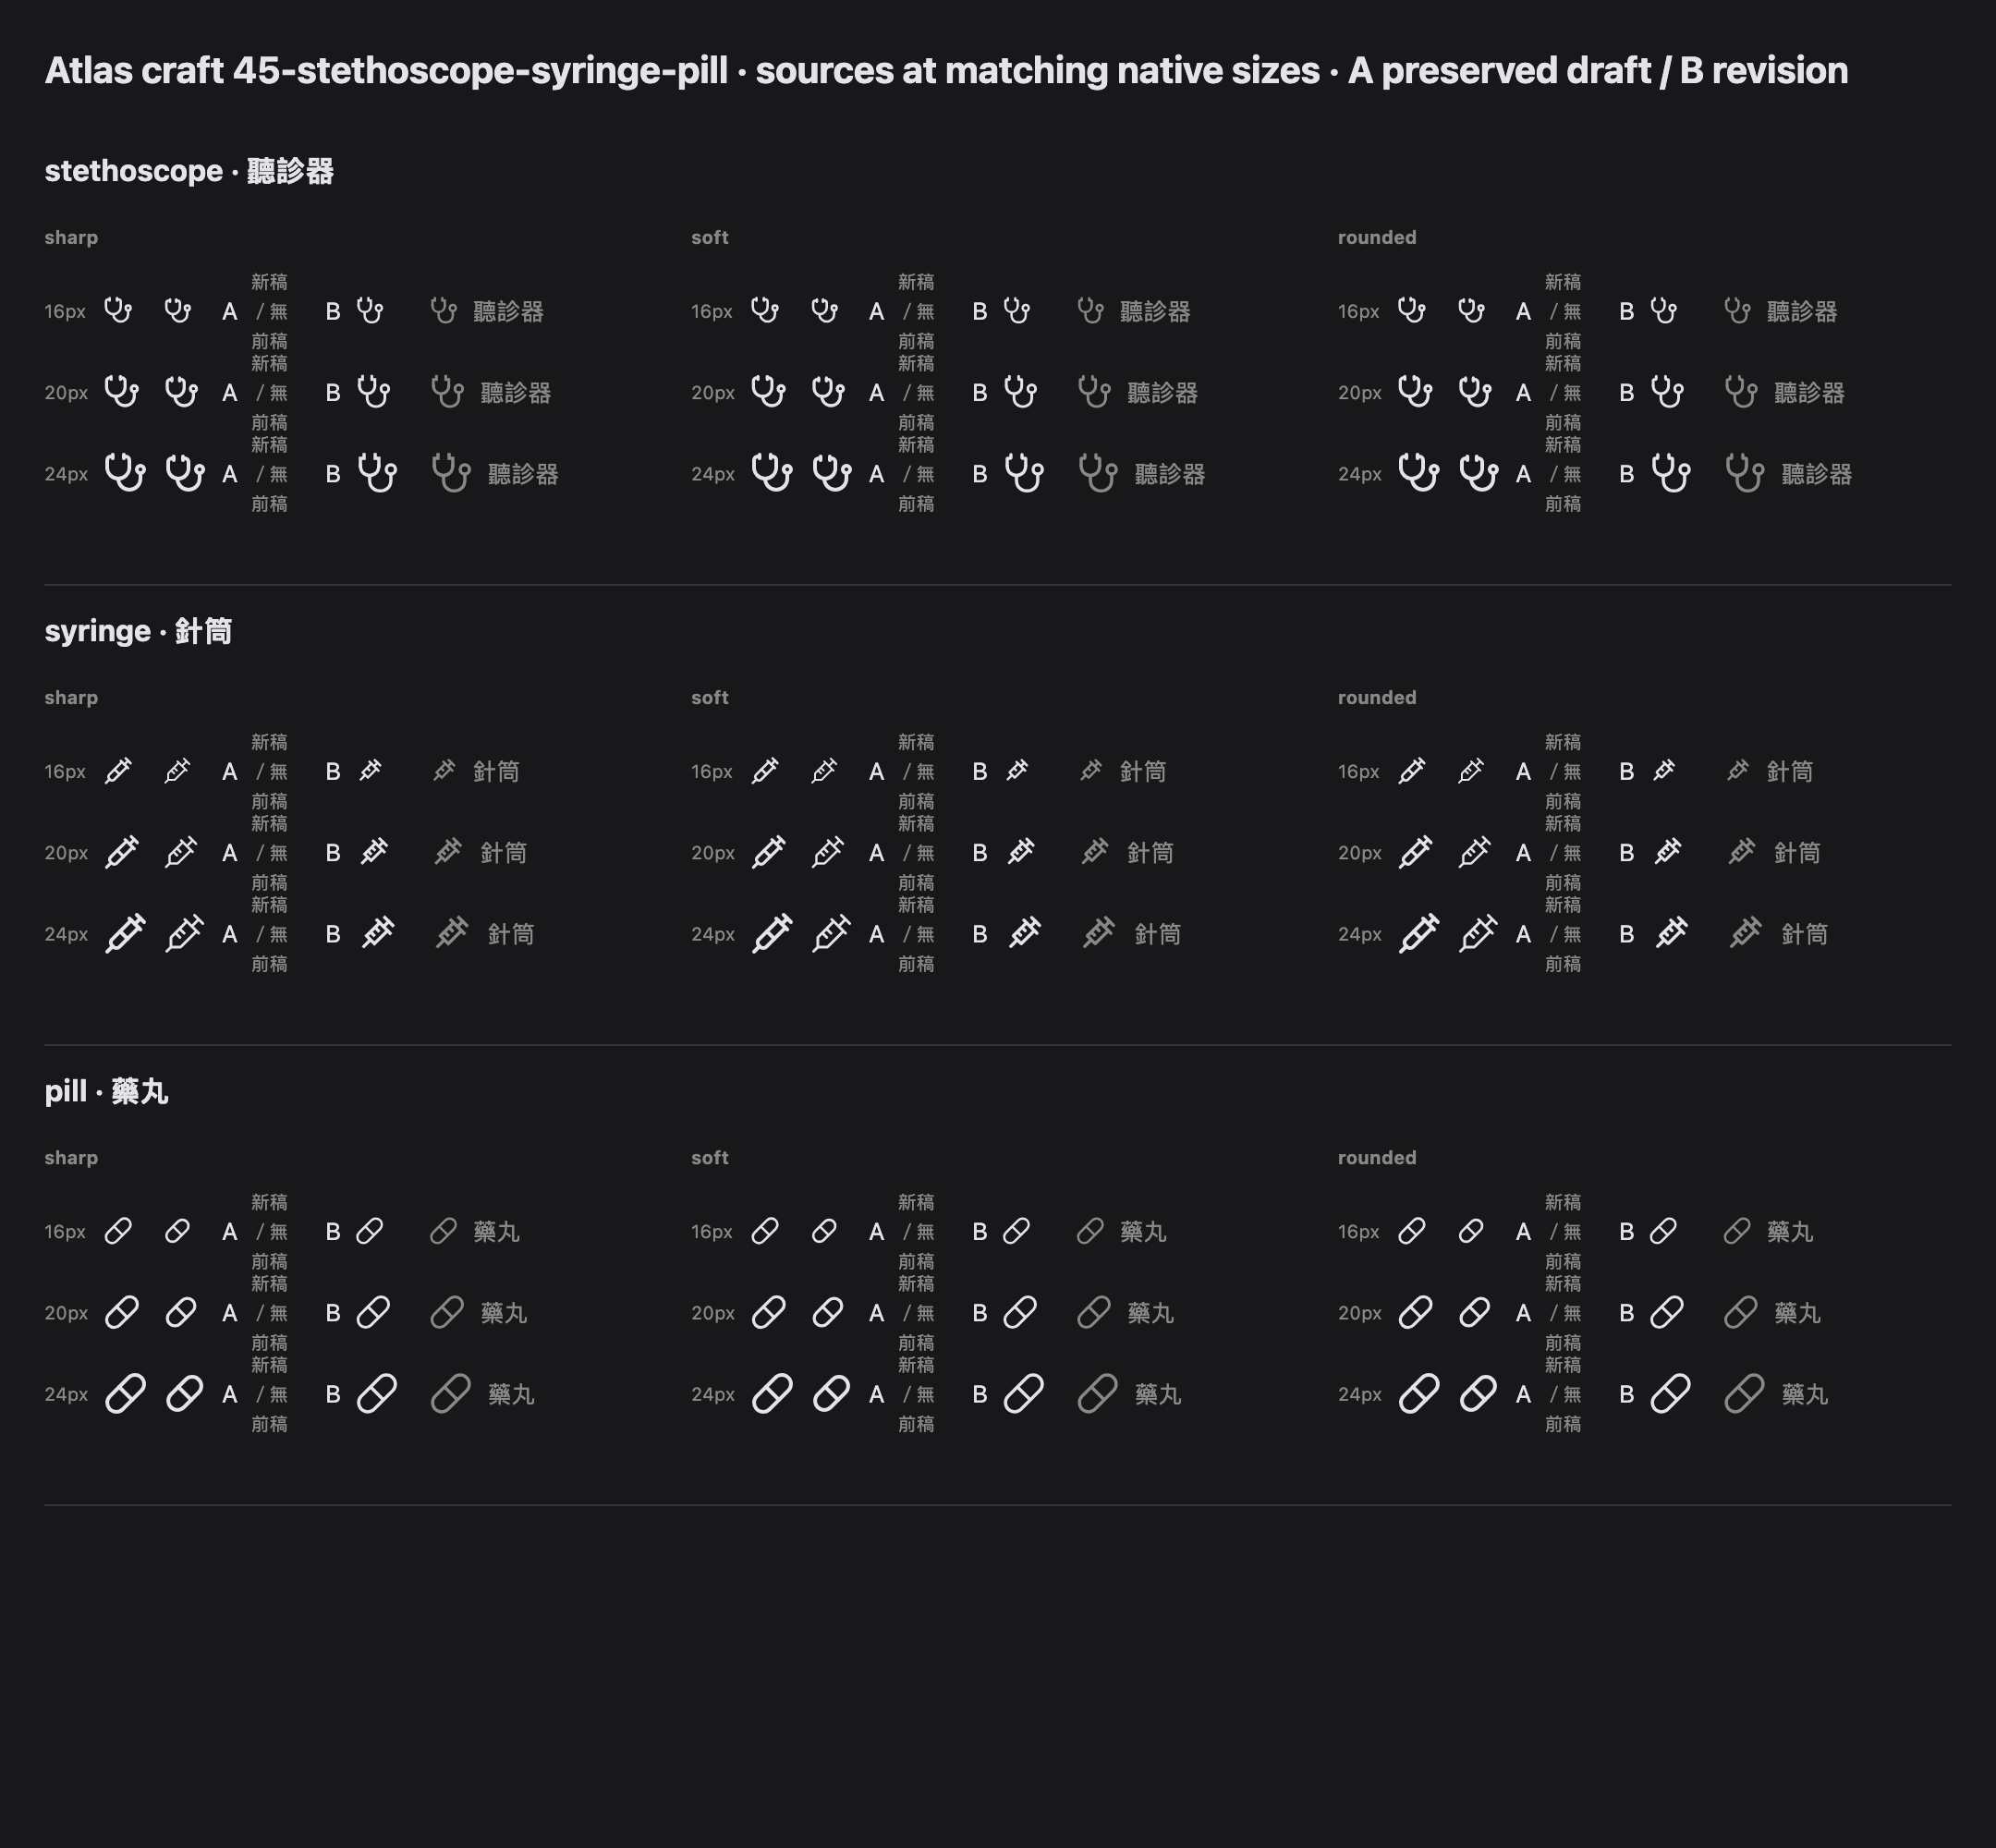 Atlas craft 45-stethoscope-syringe-pill · sources at matching native sizes · A preserved draft / B revision
stethoscope · 聽診器
sharp
16px A 新稿 / 無前稿 B 聽診器
20px A 新稿 / 無前稿 B 聽診器
24px A 新稿 / 無前稿 B 聽診器
soft
16px A 新稿 / 無前稿 B 聽診器
20px A 新稿 / 無前稿 B 聽診器
24px A 新稿 / 無前稿 B 聽診器
rounded
16px A 新稿 / 無前稿 B 聽診器
20px A 新稿 / 無前稿 B 聽診器
24px A 新稿 / 無前稿 B 聽診器
syringe · 針筒
sharp
16px A 新稿 / 無前稿 B 針筒
20px A 新稿 / 無前稿 B 針筒
24px A 新稿 / 無前稿 B 針筒
soft
16px A 新稿 / 無前稿 B 針筒
20px A 新稿 / 無前稿 B 針筒
24px A 新稿 / 無前稿 B 針筒
rounded
16px A 新稿 / 無前稿 B 針筒
20px A 新稿 / 無前稿 B 針筒
24px A 新稿 / 無前稿 B 針筒
pill · 藥丸
sharp
16px A 新稿 / 無前稿 B 藥丸
20px A 新稿 / 無前稿 B 藥丸
24px A 新稿 / 無前稿 B 藥丸
soft
16px A 新稿 / 無前稿 B 藥丸
20px A 新稿 / 無前稿 B 藥丸
24px A 新稿 / 無前稿 B 藥丸
rounded
16px A 新稿 / 無前稿 B 藥丸
20px A 新稿 / 無前稿 B 藥丸
24px A 新稿 / 無前稿 B 藥丸